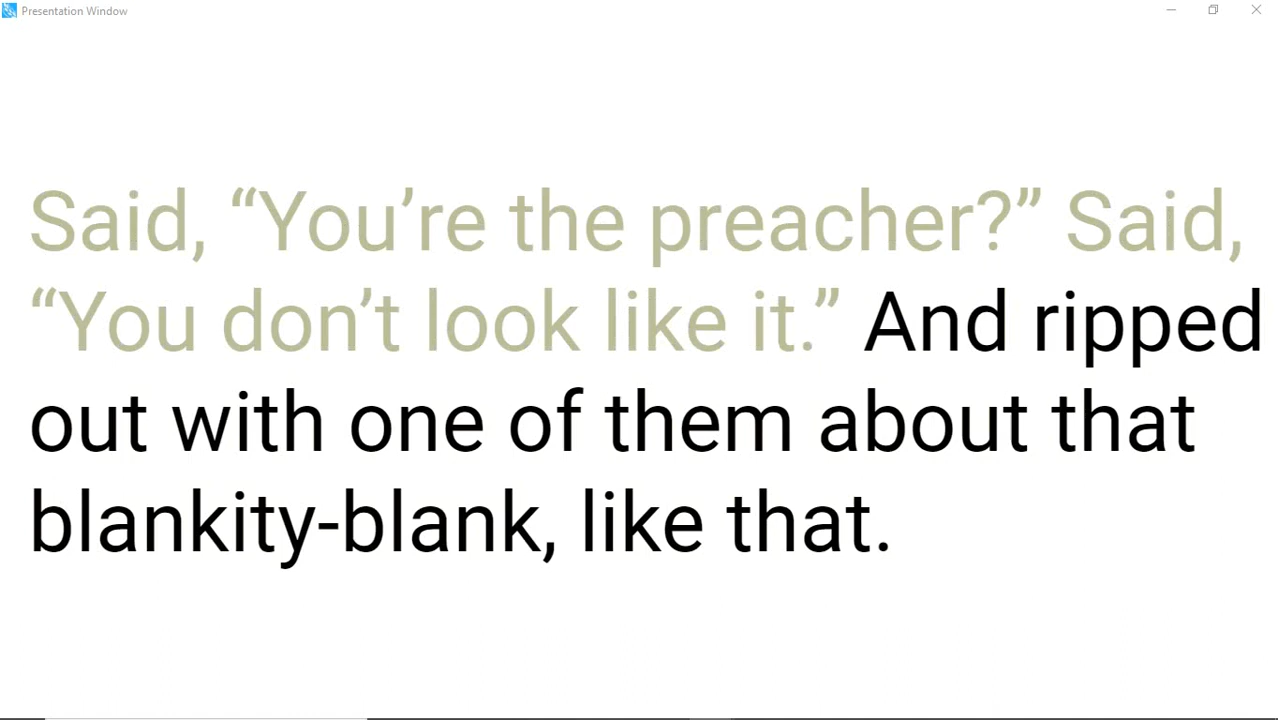 Presentation Window
Said, “You’re the preacher?” Said,
“You don’t look like it.” And ripped
out with one of them about that
blankity-blank, like that.